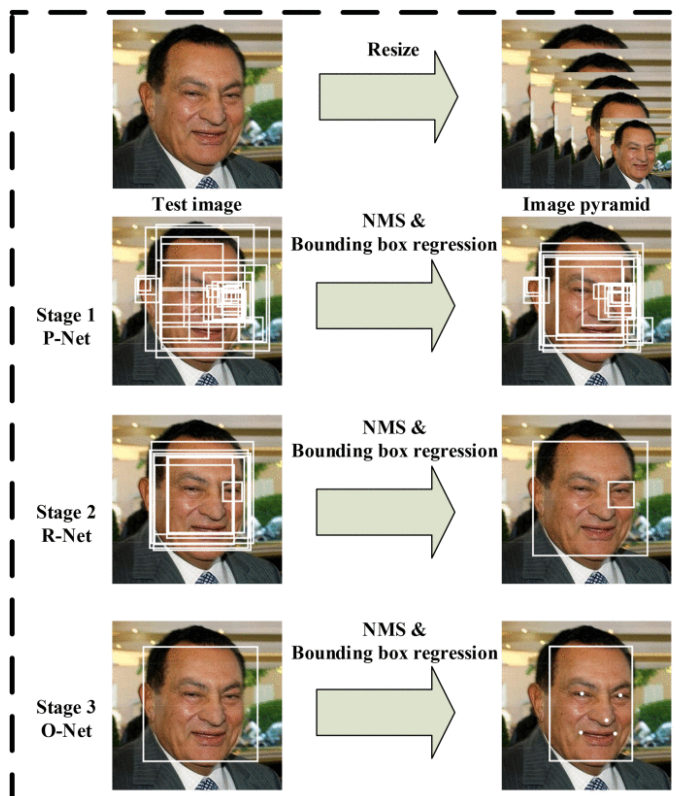 Resize
Test image
Image pyramid
NMS &
Bounding box regression
Stage 1
P-Net
NMS &
Bounding box regression
Stage 2
R-Net
NMS &
Bounding box regression
Stage 3
O-Net